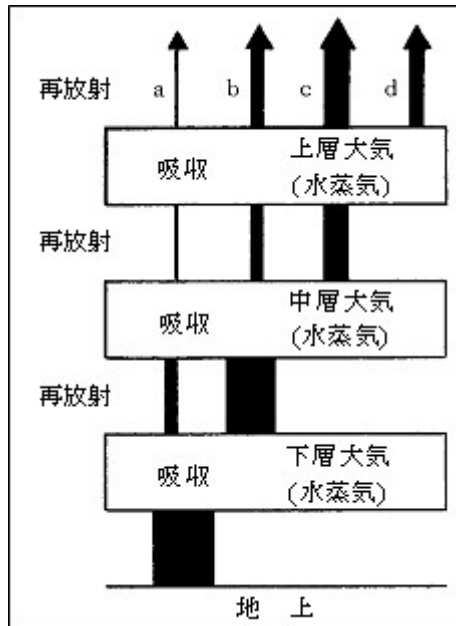 再放射 a b c d
吸収 上層大気
(水蒸気)
再放射
吸収 中層大気
(水蒸気)
再放射
吸収 下層大気
(水蒸気)
地 上